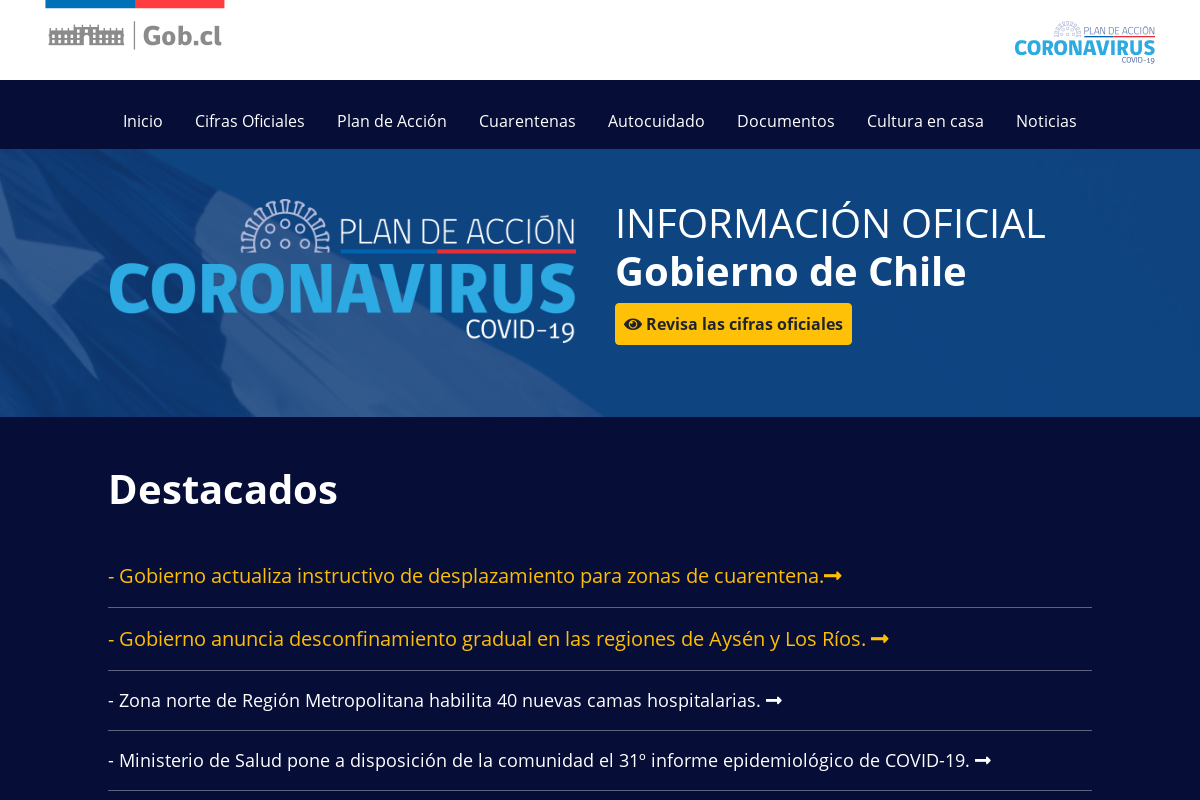 Gob.cl
PLAN DE ACCIÓN
CORONAVIRUS
COVID-19
Inicio
Cifras Oficiales
Plan de Acción
Cuarentenas
Autocuidado
Documentos
Cultura en casa
Noticias
PLAN DE ACCIÓN
CORONAVIRUS
COVID-19
INFORMACIÓN OFICIAL
Gobierno de Chile
Revisa las cifras oficiales
Destacados
- Gobierno actualiza instructivo de desplazamiento para zonas de cuarentena.
- Gobierno anuncia desconfinamiento gradual en las regiones de Aysén y Los Ríos.
- Zona norte de Región Metropolitana habilita 40 nuevas camas hospitalarias.
- Ministerio de Salud pone a disposición de la comunidad el 31º informe epidemiológico de COVID-19.